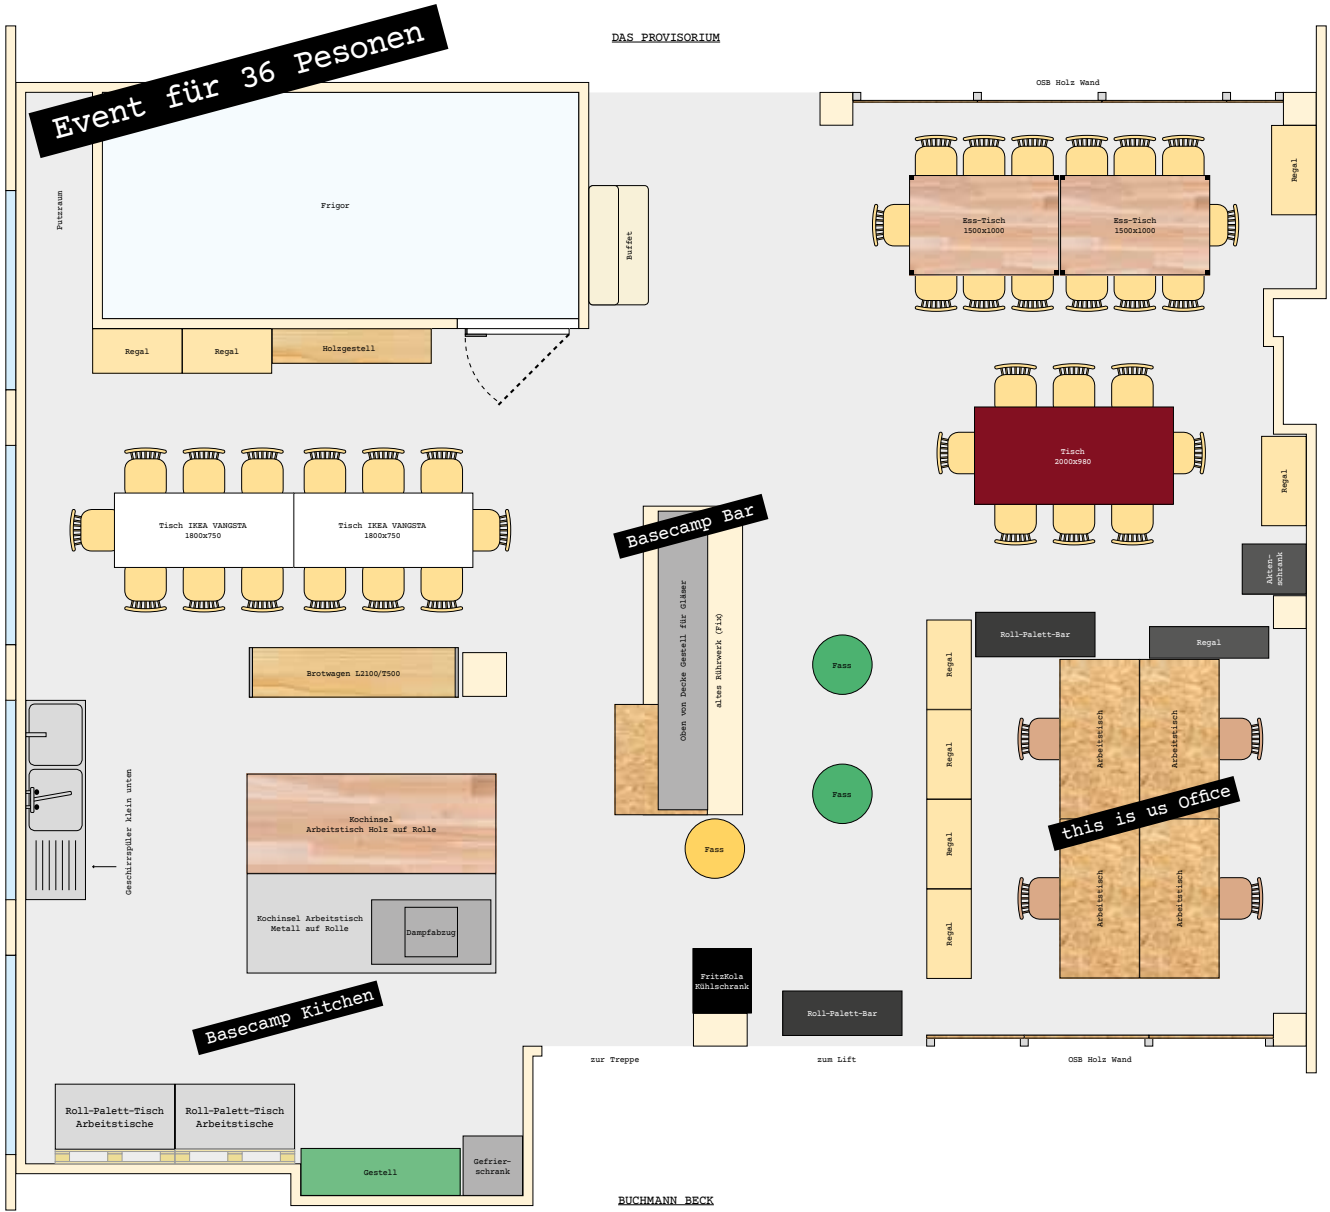 DAS PROVISORIUM
Event für 36 Pesonen
OSB Holz Wand
Regal
Putzraum
Frigor
Buffet
Ess-Tisch
1500x1000
Ess-Tisch
1500x1000
Regal
Regal
Holzgestell
Tisch
2000x980
Regal
Tisch IKEA VANGSTA
1800x750
Tisch IKEA VANGSTA
1800x750
Basecamp Bar
Oben von Decke Gestell für Gläser
altes Rührwerk (Fix)
Akten-
schrank
Roll-Palett-Bar
Regal
Brotwagen L2100/T500
Fass
Fass
Fass
Regal
Regal
Regal
Regal
Arbeitstisch
Arbeitstisch
this is us Office
Arbeitstisch
Arbeitstisch
Geschirrspüler klein unten
Kochinsel
Arbeitstisch Holz auf Rolle
Kochinsel Arbeitstisch
Metall auf Rolle
Dampfabzug
FritzKola
Kühlschrank
Roll-Palett-Bar
Basecamp Kitchen
zur Treppe
zum Lift
OSB Holz Wand
Roll-Palett-Tisch
Arbeitstische
Roll-Palett-Tisch
Arbeitstische
Gestell
Gefrier-
schrank
BUCHMANN BECK